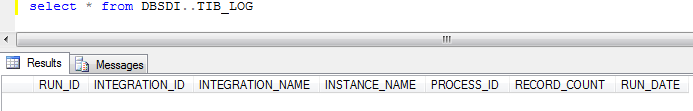 select * from DBSDI..TIB_LOG
Results Messages
RUN_ID INTEGRATION_ID INTEGRATION_NAME INSTANCE_NAME PROCESS_ID RECORD_COUNT RUN_DATE